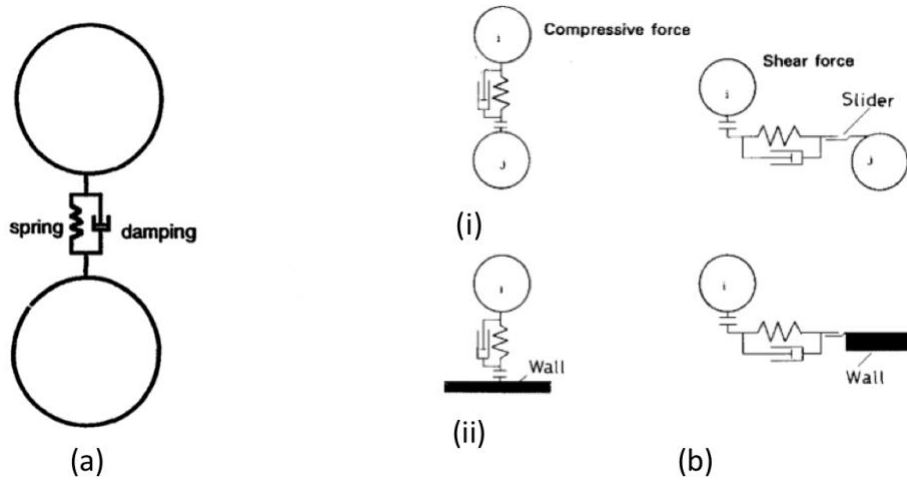 spring
damping
(a)
i
Compressive force
j
(i)
Shear force
i
Slider
j
i
Wall
(ii)
i
Wall
(b)